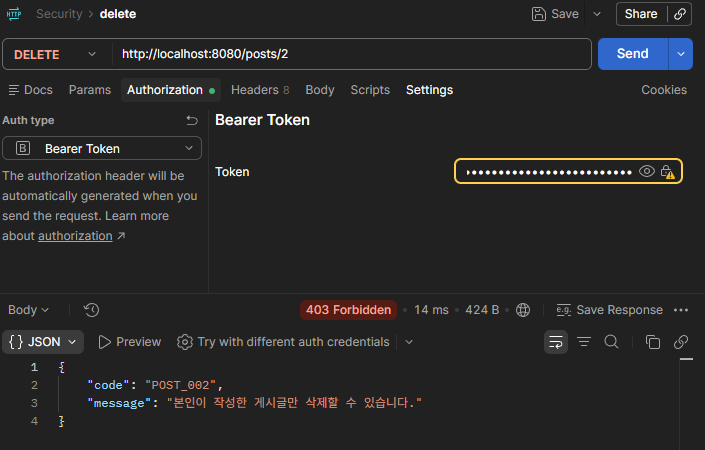 HTTP Security > delete Save Share
DELETE http://localhost:8080/posts/2 Send
Docs Params Authorization Headers 8 Body Scripts Settings Cookies
Auth type
Bearer Token
B Bearer Token
The authorization header will be
automatically generated when you
send the request. Learn more
about authorization ↗
Token
Body 403 Forbidden • 14 ms • 424 B e.g. Save Response
{} JSON Preview Try with different auth credentials
1 {
2 "code": "POST_002",
3 "message": "본인이 작성한 게시글만 삭제할 수 있습니다."
4 }